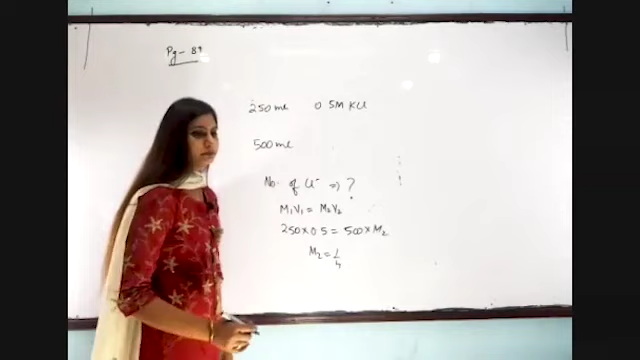 Pg - 89
250 ml 0.5M KCl
500 ml
No. of Cl⁻ ⇒ ?
M₁V₁ = M₂V₂
250 × 0.5 = 500 × M₂
M₂ = 1/4